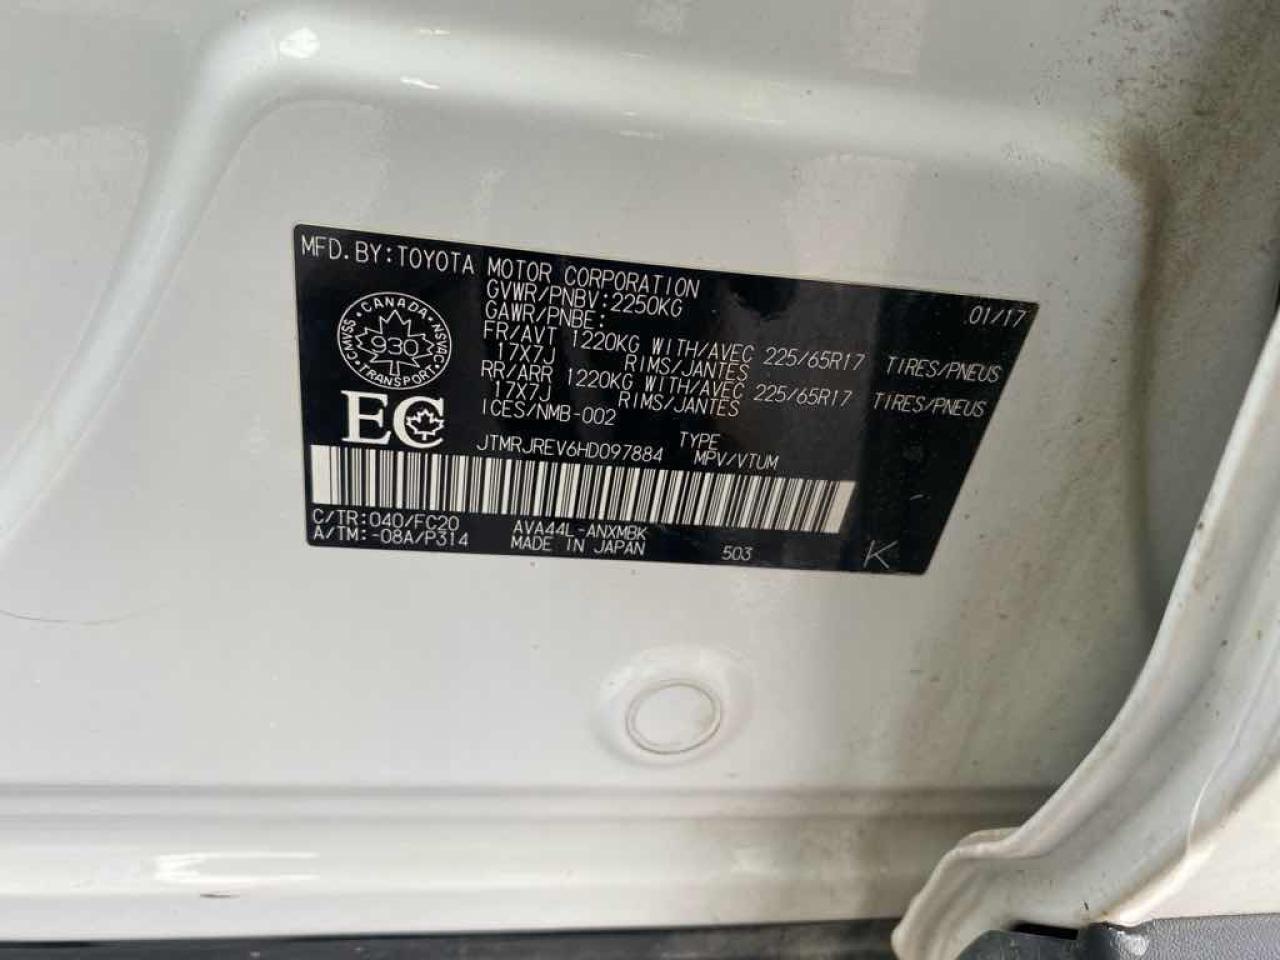 MFD.BY:TOYOTA MOTOR CORPORATION
GVWR/PNBV:2250KG 01/17
GAWR/PNBE:
FR/AVT 1220KG WITH/AVEC 225/65R17 TIRES/PNEUS
17X7J RIMS/JANTES
RR/ARR 1220KG WITH/AVEC 225/65R17 TIRES/PNEUS
17X7J RIMS/JANTES
ICES/NMB-002
CANADA
CMVSS 930 NSVAC
TRANSPORT
EC
JTMRJREV6HD097884 TYPE
MPV/VTUM
C/TR:040/FC20 AVA44L-ANXMBK
A/TM:-08A/P314 MADE IN JAPAN 503 K